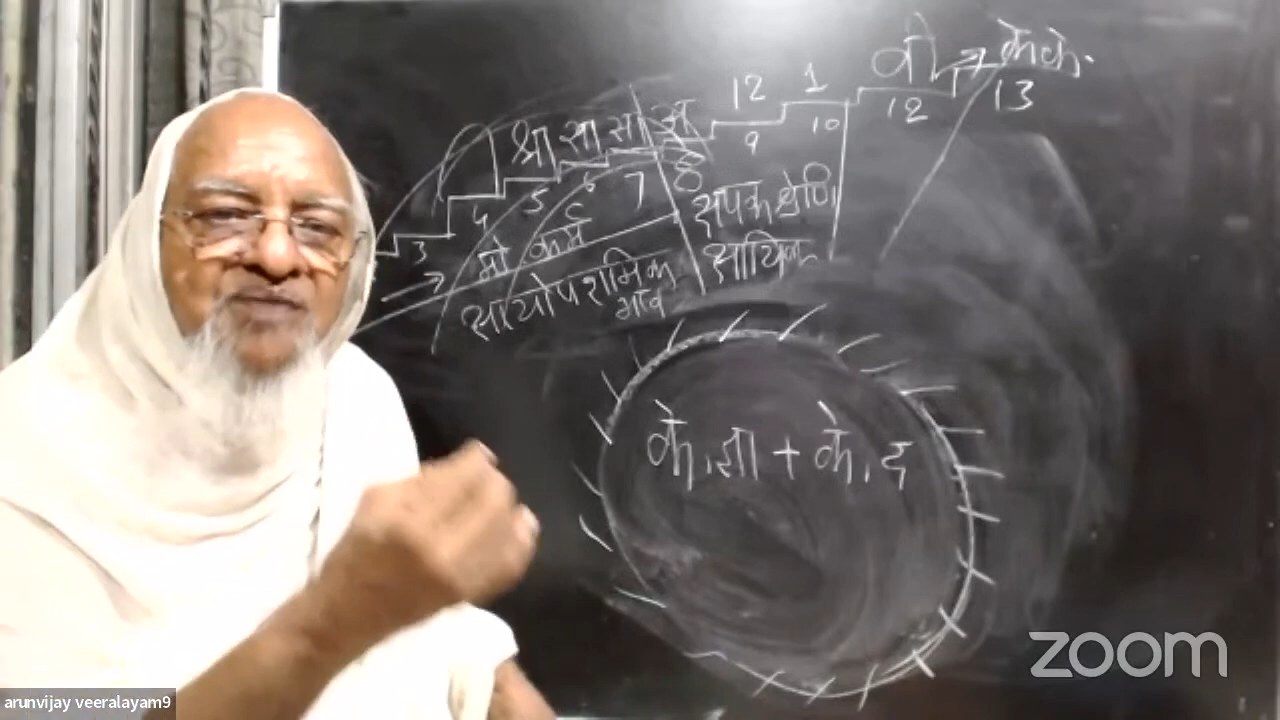 वी → के.के.
12 1
12 13
श्रा सा सा अ
9 10
3 4 5 6 7 8
मो कर्म
क्षपक श्रेणि
क्षायोपशमिक क्षायिक
भाव
के.ज्ञा + के.द
zoom
arunvijay veeralayam9